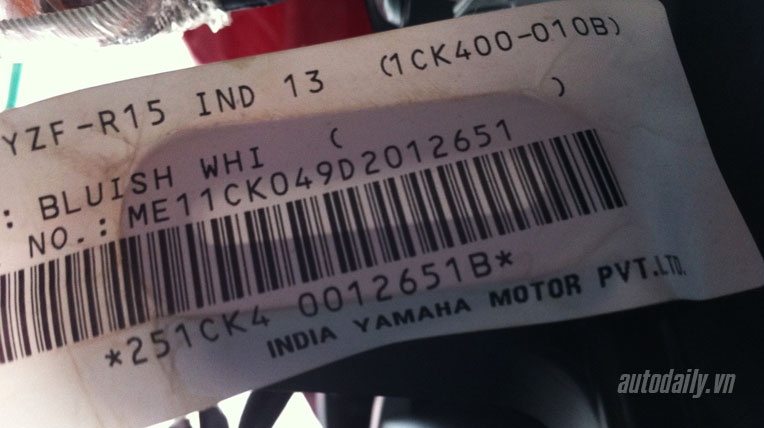 YZF-R15 IND 13 (1CK400-010B)
: BLUISH WHI ( )
NO.: ME11CK049D2012651
*251CK4 0012651B*
INDIA YAMAHA MOTOR PVT.LTD.
autodaily.vn